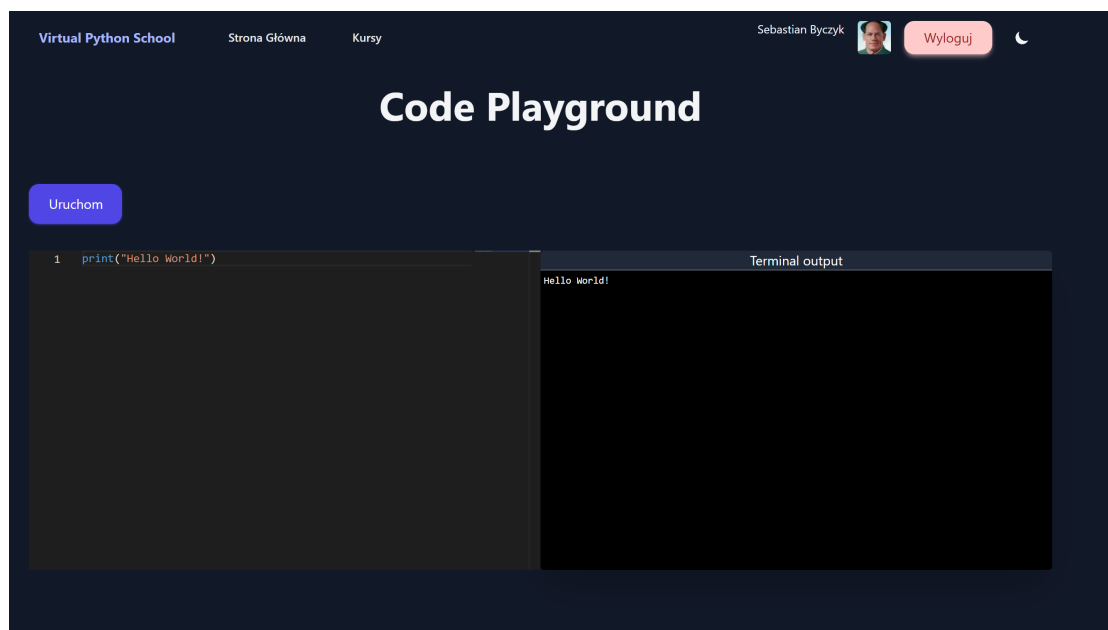 Virtual Python School Strona Główna Kursy Sebastian Byczyk Wyloguj
Code Playground
Uruchom
1 print("Hello World!")
Terminal output
Hello World!